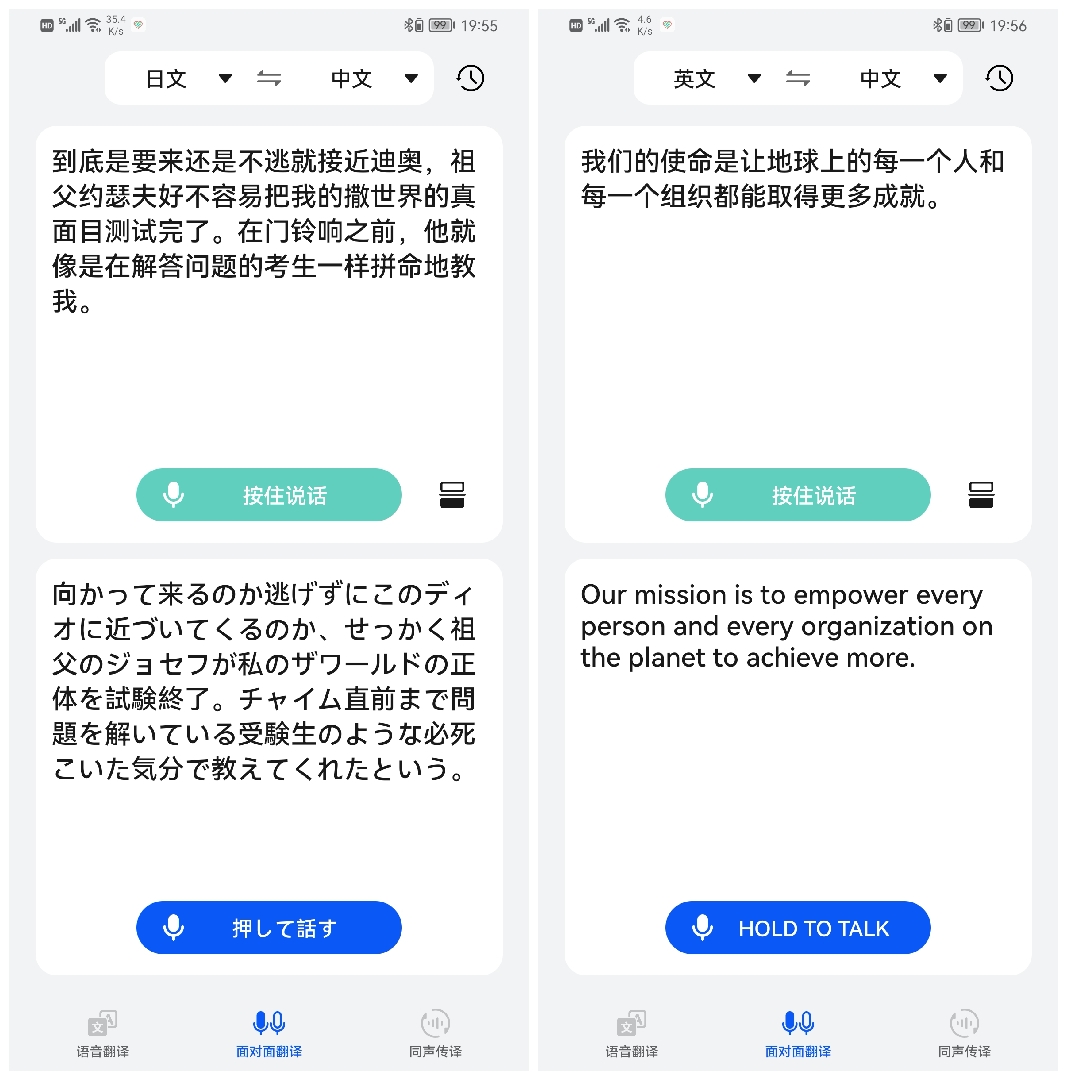 HD 5G 35.4 K/s 99 19:55
日文 中文
到底是要来还是不逃就接近迪奥，祖
父约瑟夫好不容易把我的撒世界的真
面目测试完了。在门铃响之前，他就
像是在解答问题的考生一样拼命地教
我。
按住说话
向かって来るのか逃げずにこのディ
オに近づいてくるのか、せっかく祖
父のジョセフが私のザワールドの正
体を試験終了。チャイム直前まで問
題を解いている受験生のような必死
こいた気分で教えてくれたという。
押して話す
语音翻译 面对面翻译 同声传译
HD 5G 4.6 K/s 99 19:56
英文 中文
我们的使命是让地球上的每一个人和
每一个组织都能取得更多成就。
按住说话
Our mission is to empower every
person and every organization on
the planet to achieve more.
HOLD TO TALK
语音翻译 面对面翻译 同声传译